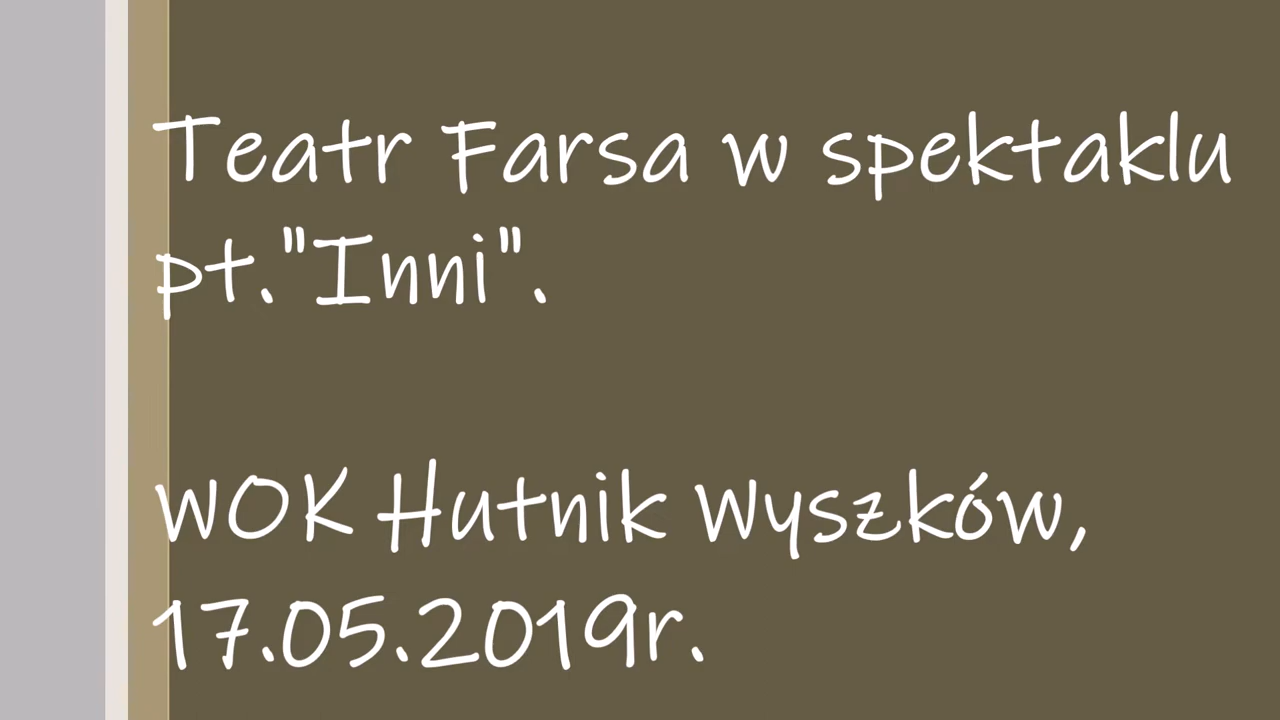 Teatr Farsa w spektaklu
pt."Inni".
WOK Hutnik Wyszków,
17.05.2019r.